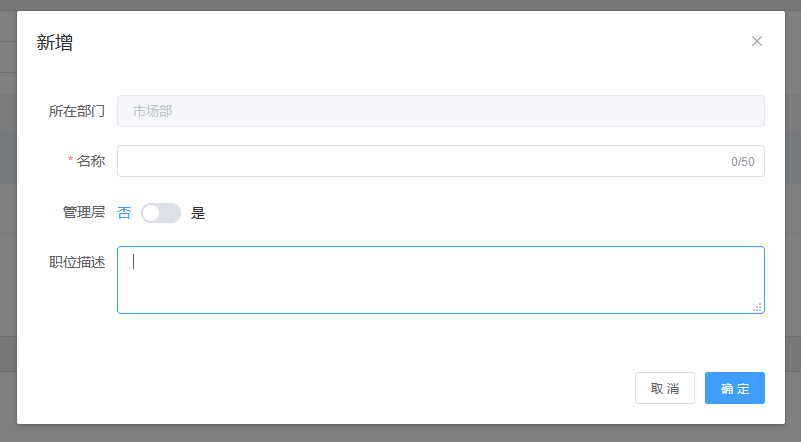 新增
所在部门 市场部
* 名称 0/50
管理层 否 是
职位描述
取消 确定